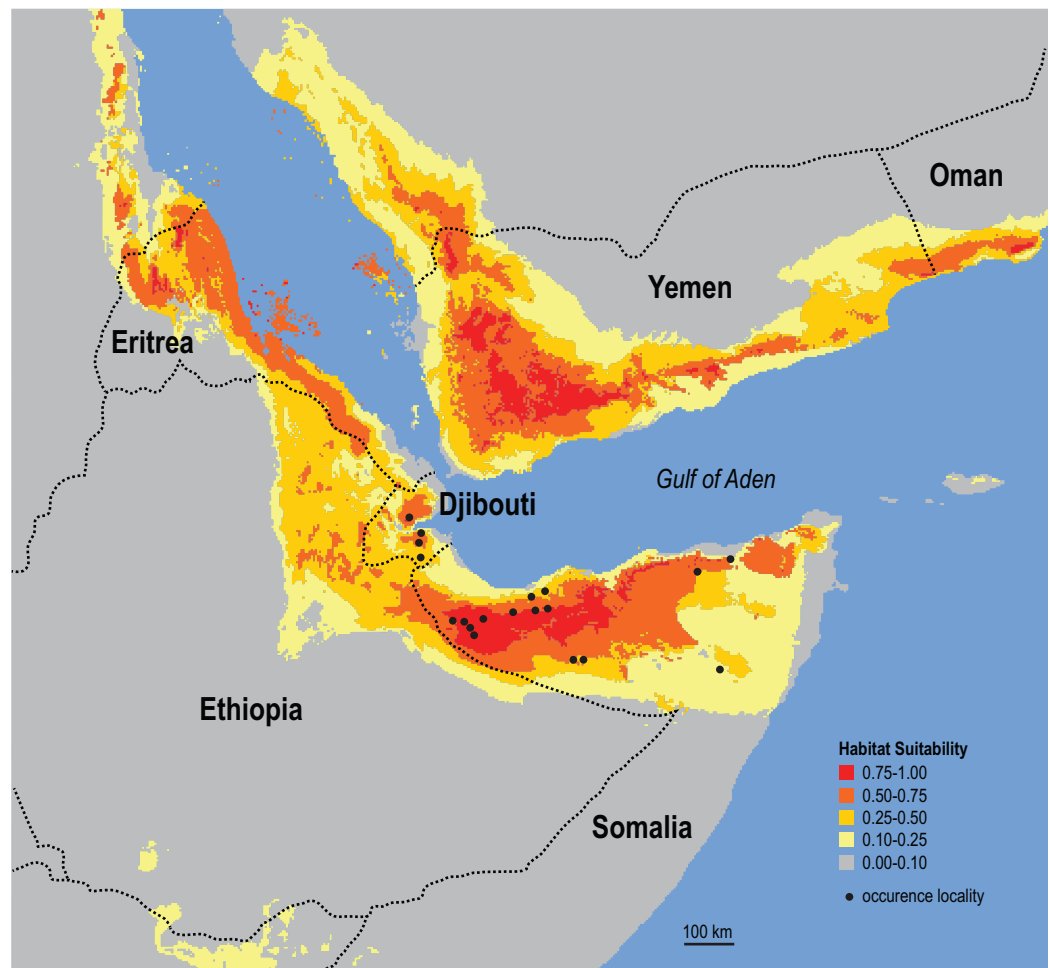 Oman
Yemen
Eritrea
Gulf of Aden
Djibouti
Ethiopia
Habitat Suitability
0.75-1.00
0.50-0.75
0.25-0.50
0.10-0.25
0.00-0.10
occurence locality
Somalia
100 km